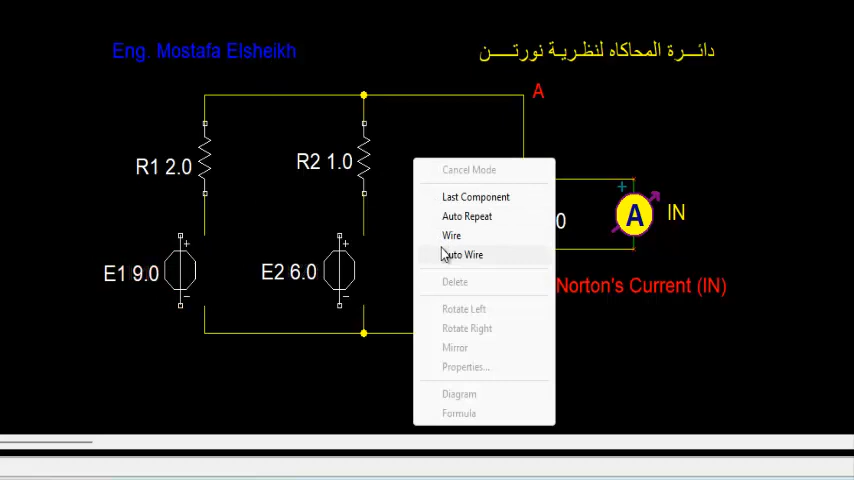 Eng. Mostafa Elsheikh
دائـــرة المحاكاه لنظريـة نورتــــــن
A
R1 2.0
R2 1.0
E1 9.0
E2 6.0
+
−
+
−
+
A
IN
0
Norton's Current (IN)
Cancel Mode
Last Component
Auto Repeat
Wire
uto Wire
Delete
Rotate Left
Rotate Right
Mirror
Properties...
Diagram
Formula